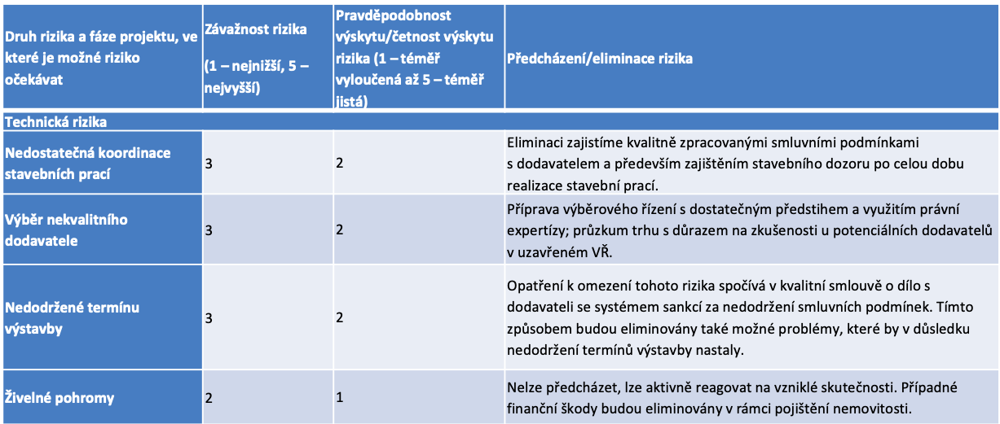 Druh rizika a fáze projektu, ve
které je možné riziko
očekávat
Závažnost rizika
(1 – nejnižší, 5 –
nejvyšší)
Pravděpodobnost
výskytu/četnost výskytu
rizika (1 – téměř
vyloučená až 5 – téměř
jistá)
Předcházení/eliminace rizika
Technická rizika
Nedostatečná koordinace
stavebních prací
3
2
Eliminaci zajistíme kvalitně zpracovanými smluvními podmínkami
s dodavatelem a především zajištěním stavebního dozoru po celou dobu
realizace stavební prací.
Výběr nekvalitního
dodavatele
3
2
Příprava výběrového řízení s dostatečným předstihem a využitím právní
expertízy; průzkum trhu s důrazem na zkušenosti u potenciálních dodavatelů
v uzavřeném VŘ.
Nedodržené termínu
výstavby
3
2
Opatření k omezení tohoto rizika spočívá v kvalitní smlouvě o dílo s
dodavateli se systémem sankcí za nedodržení smluvních podmínek. Tímto
způsobem budou eliminovány také možné problémy, které by v důsledku
nedodržení termínů výstavby nastaly.
Živelné pohromy
2
1
Nelze předcházet, lze aktivně reagovat na vzniklé skutečnosti. Případné
finanční škody budou eliminovány v rámci pojištění nemovitosti.